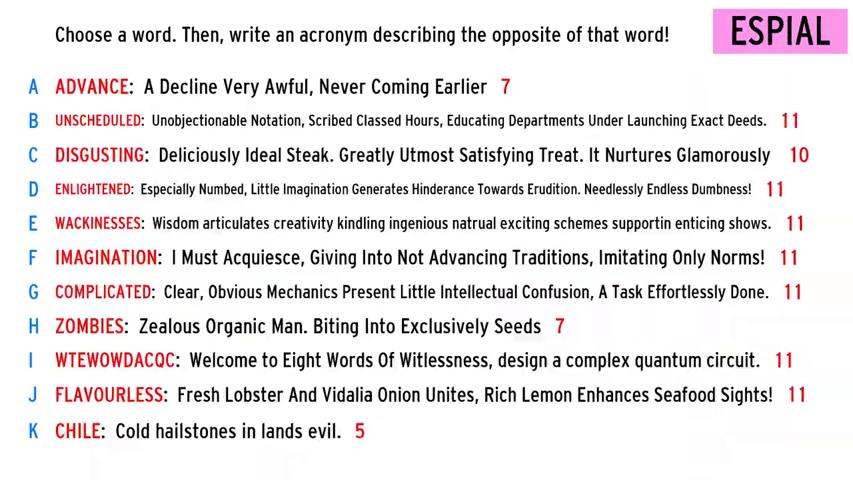 Choose a word. Then, write an acronym describing the opposite of that word!
ESPIAL
A ADVANCE: A Decline Very Awful, Never Coming Earlier 7
B UNSCHEDULED: Unobjectionable Notation, Scribed Classed Hours, Educating Departments Under Launching Exact Deeds. 11
C DISGUSTING: Deliciously Ideal Steak. Greatly Utmost Satisfying Treat. It Nurtures Glamorously 10
D ENLIGHTENED: Especially Numbed, Little Imagination Generates Hinderance Towards Erudition. Needlessly Endless Dumbness! 11
E WACKINESSES: Wisdom articulates creativity kindling ingenious natrual exciting schemes supportin enticing shows. 11
F IMAGINATION: I Must Acquiesce, Giving Into Not Advancing Traditions, Imitating Only Norms! 11
G COMPLICATED: Clear, Obvious Mechanics Present Little Intellectual Confusion, A Task Effortlessly Done. 11
H ZOMBIES: Zealous Organic Man. Biting Into Exclusively Seeds 7
I WTEWOWDACQC: Welcome to Eight Words Of Witlessness, design a complex quantum circuit. 11
J FLAVOURLESS: Fresh Lobster And Vidalia Onion Unites, Rich Lemon Enhances Seafood Sights! 11
K CHILE: Cold hailstones in lands evil. 5